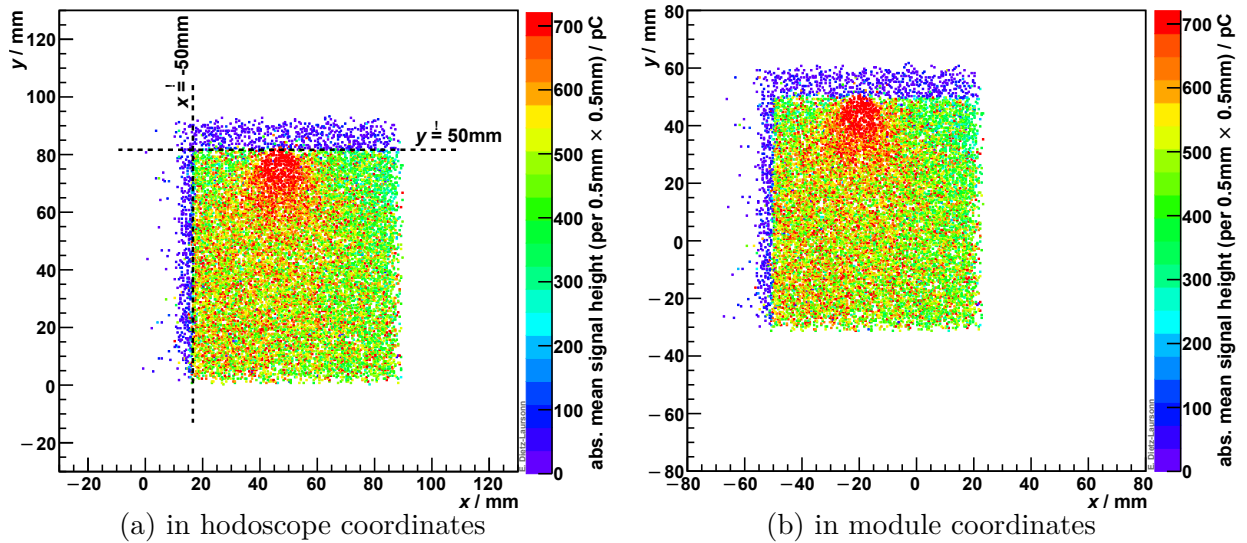 y / mm
120
100
80
60
40
20
0
−20
−20 0 20 40 60 80 100 120
x / mm
x = -50mm
!
y = 50mm
!
700
600
500
400
300
200
100
0
abs. mean signal height (per 0.5mm × 0.5mm) / pC
E. Dietz-Laursonn
(a) in hodoscope coordinates
y / mm
80
60
40
20
0
−20
−40
−60
−80
−80 −60 −40 −20 0 20 40 60 80
x / mm
700
600
500
400
300
200
100
0
abs. mean signal height (per 0.5mm × 0.5mm) / pC
E. Dietz-Laursonn
(b) in module coordinates